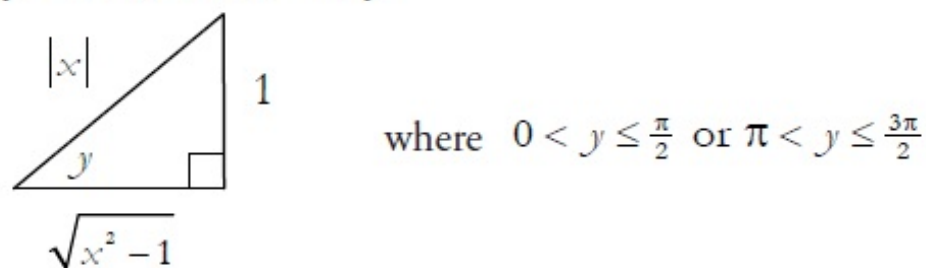 |x|
1
y
where 0 < y ≤ π/2 or π < y ≤ 3π/2
√(x² − 1)